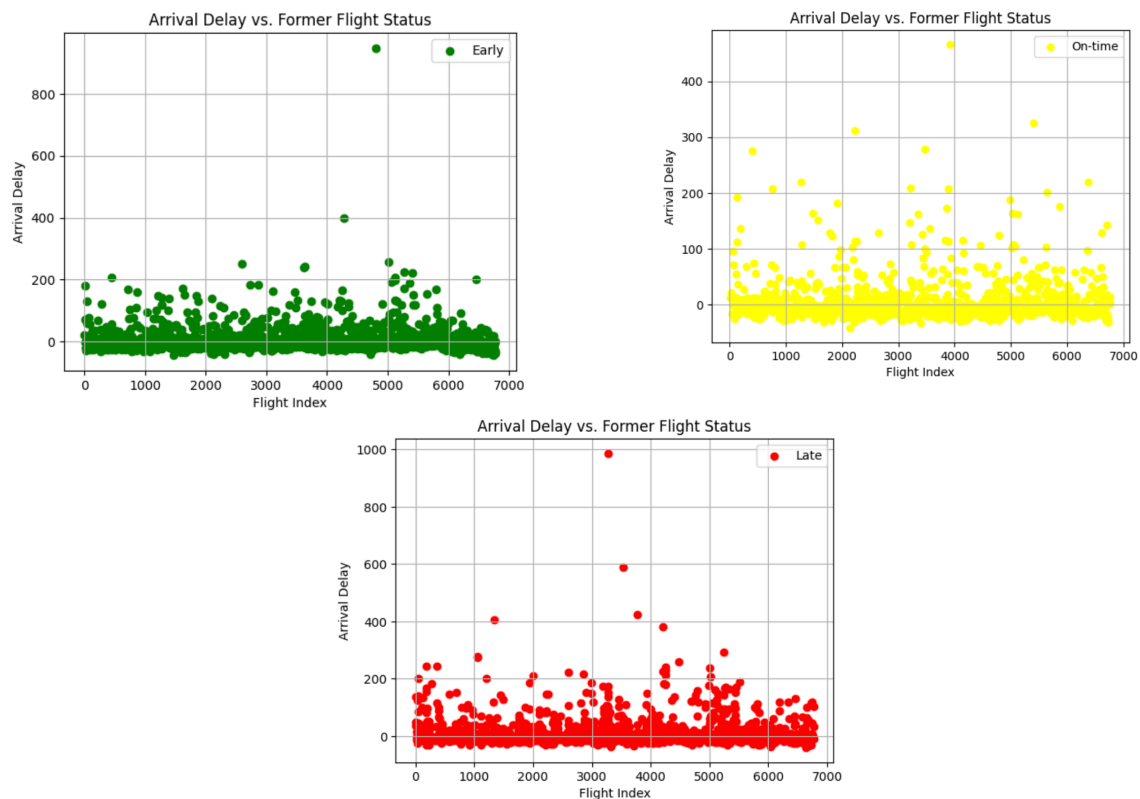 Arrival Delay vs. Former Flight Status
Early
800
600
400
200
0
Arrival Delay
0 1000 2000 3000 4000 5000 6000 7000
Flight Index
Arrival Delay vs. Former Flight Status
On-time
400
300
200
100
0
Arrival Delay
0 1000 2000 3000 4000 5000 6000 7000
Flight Index
Arrival Delay vs. Former Flight Status
Late
1000
800
600
400
200
0
Arrival Delay
0 1000 2000 3000 4000 5000 6000 7000
Flight Index